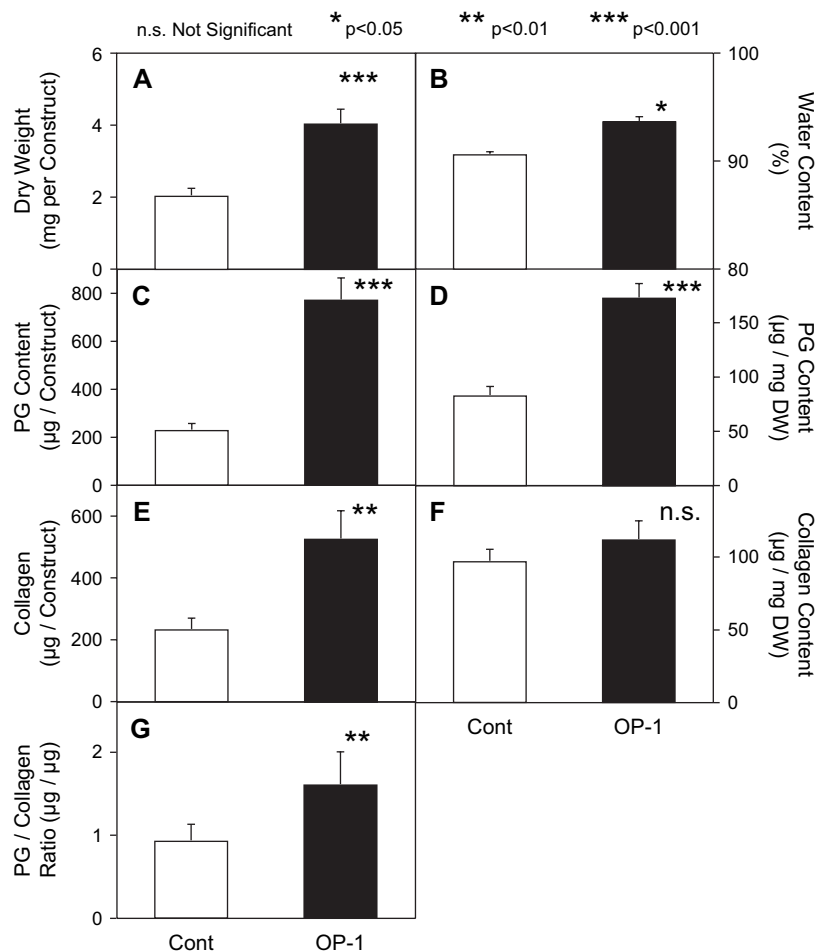 n.s. Not Significant * p<0.05 ** p<0.01 *** p<0.001
A
***
Dry Weight
(mg per Construct)
6
4
2
0
B
*
Water Content
(%)
100
90
80
C
***
PG Content
(µg / Construct)
800
600
400
200
0
D
***
PG Content
(µg / mg DW)
150
100
50
0
E
**
Collagen
(µg / Construct)
600
400
200
0
F
n.s.
Collagen Content
(µg / mg DW)
100
50
0
Cont OP-1
G
**
PG / Collagen
Ratio (µg / µg)
2
1
0
Cont OP-1